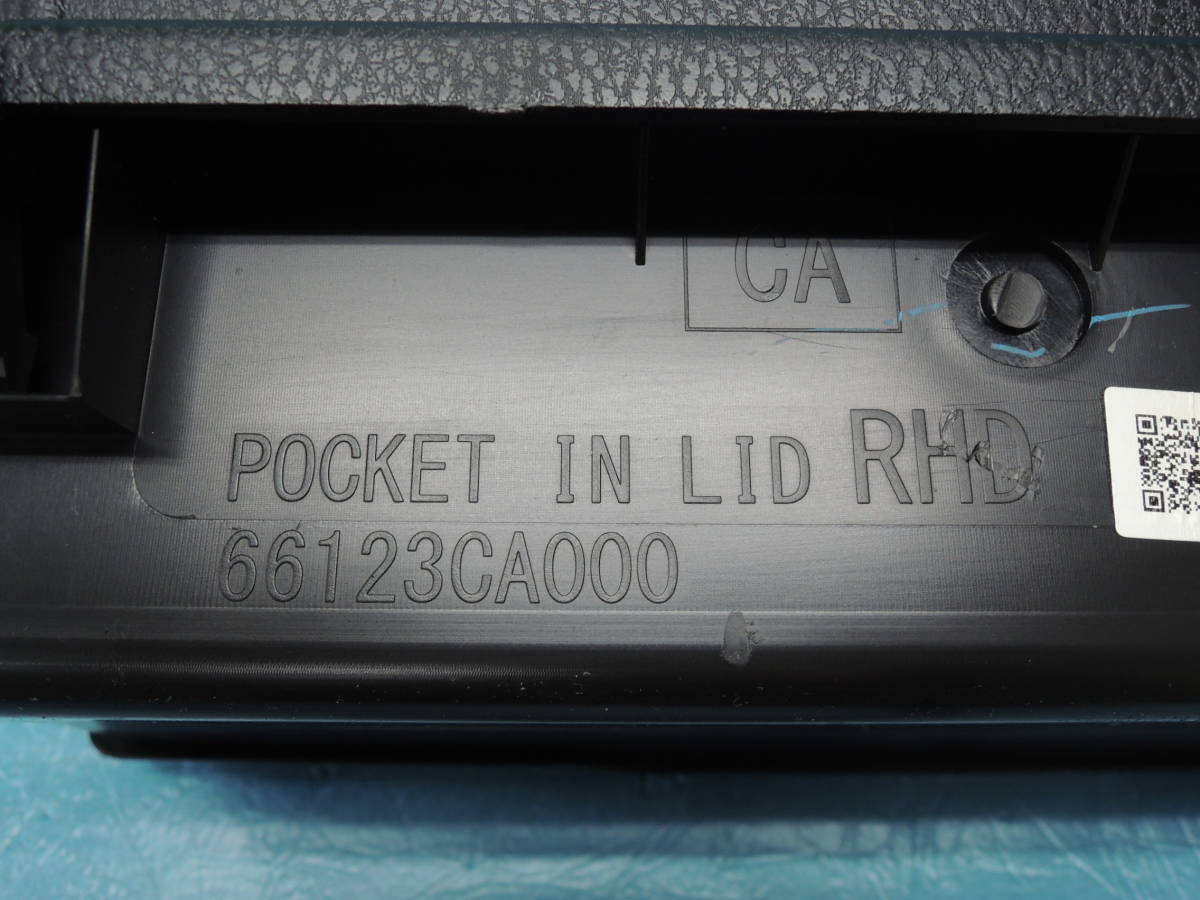 CA
POCKET IN LID RHD
66123CA000